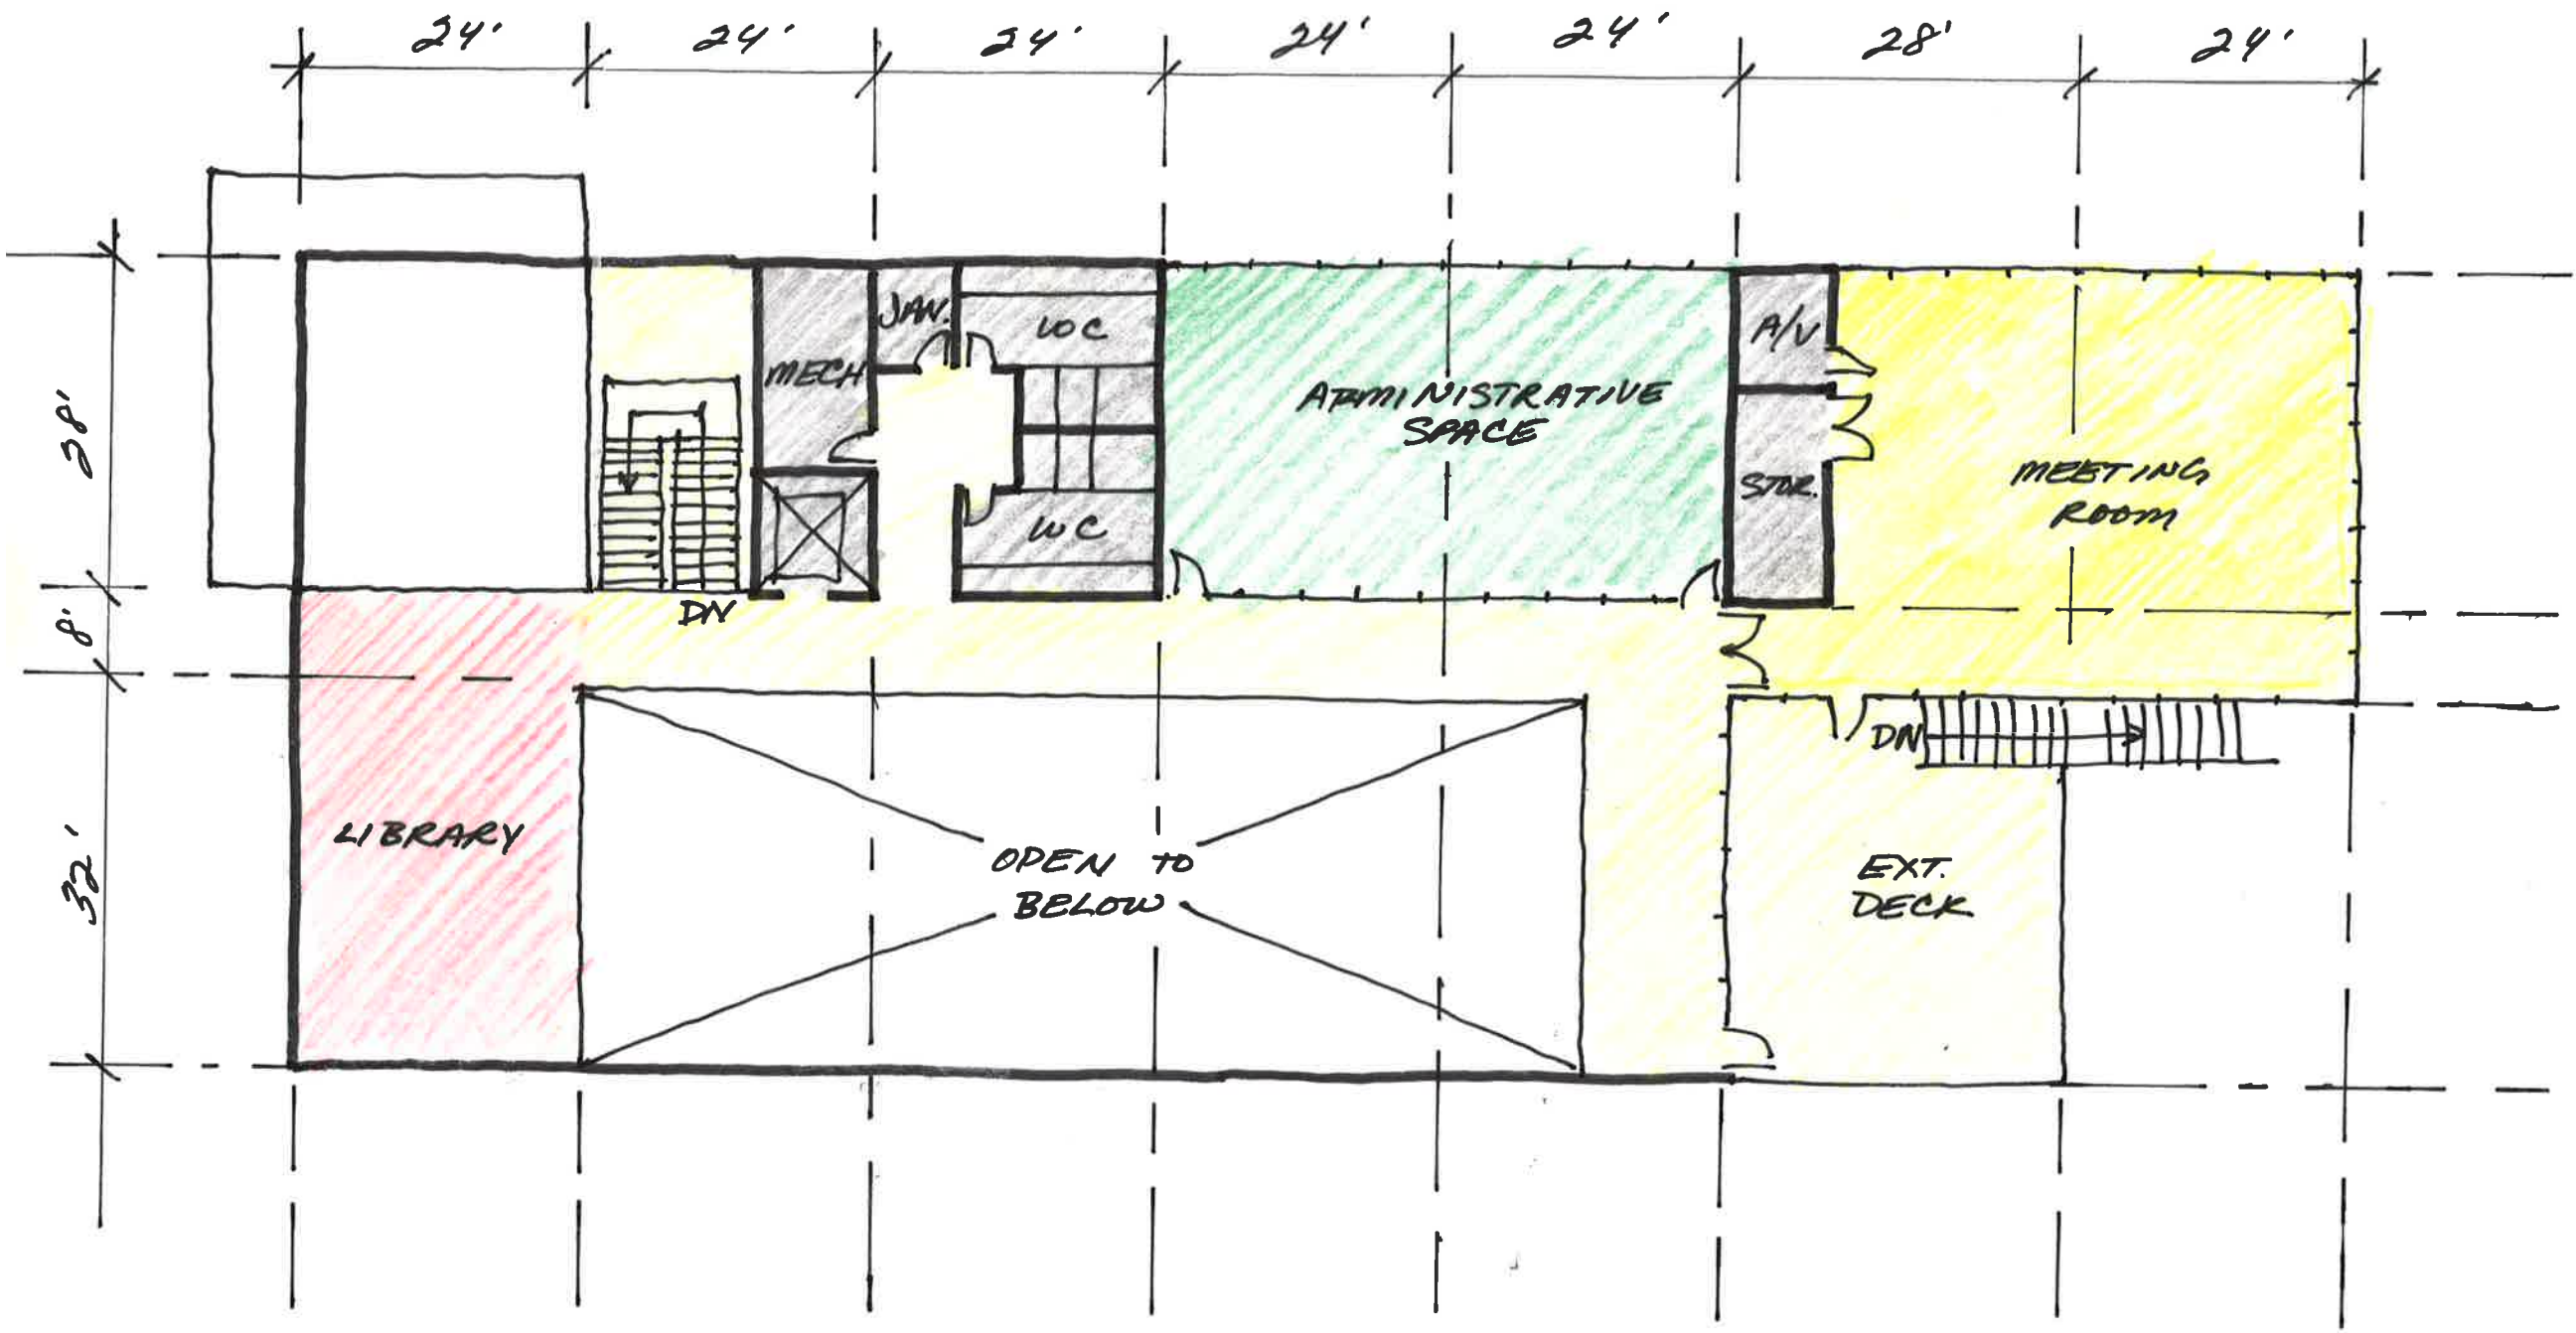 24'
24'
24'
24'
24'
28'
24'
28'
8'
32'
MECH
JAN.
WC
WC
DN
ADMINISTRATIVE
SPACE
A/V
STOR.
MEETING
ROOM
LIBRARY
OPEN TO
BELOW
DN
EXT.
DECK